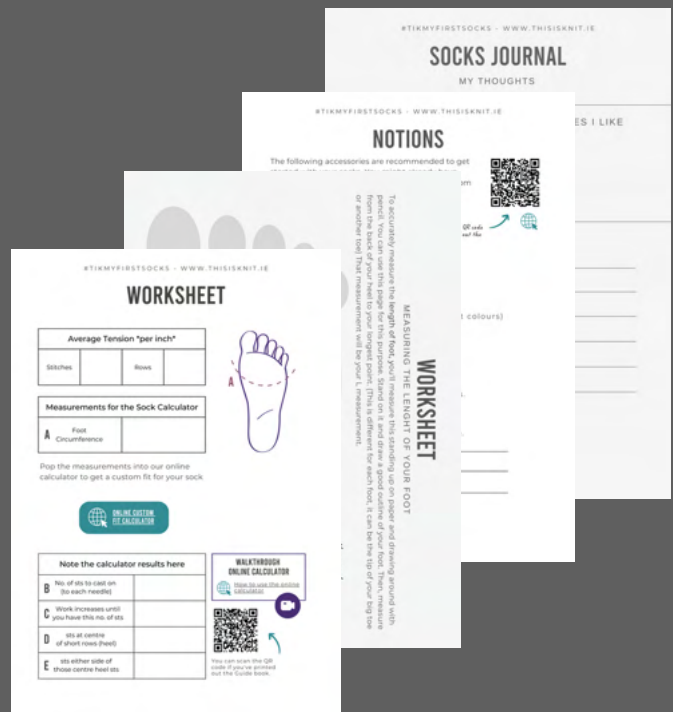 #TIKMYFIRSTSOCKS - WWW.THISISKNIT.IE
SOCKS JOURNAL
MY THOUGHTS
ES I LIKE
#TIKMYFIRSTSOCKS - WWW.THISISKNIT.IE
NOTIONS
The following accessories are recommended to get
om
QR code
out the
t colours)
WORKSHEET
MEASURING THE LENGHT OF YOUR FOOT
To accurately measure the length of foot, you'll measure this standing up on paper and drawing around with
pencil. You can use this page for this purpose. Stand on it and draw a good outline of your foot. Then, measure
from the back of your heel to your longest point. (This is different for each foot, it can be the tip of your big toe
or another toe) That measurement will be your L measurement.
#TIKMYFIRSTSOCKS - WWW.THISISKNIT.IE
WORKSHEET
Average Tension *per inch*
Stitches
Rows
A
Measurements for the Sock Calculator
A Foot
Circumference
Pop the measurements into our online
calculator to get a custom fit for your sock
ONLINE CUSTOM
FIT CALCULATOR
Note the calculator results here
B No. of sts to cast on
(to each needle)
C Work increases until
you have this no. of sts
D sts at centre
of short rows (heel)
E sts either side of
those centre heel sts
WALKTHROUGH
ONLINE CALCULATOR
How to use the online
calculator
You can scan the QR
code if you've printed
out the Guide book.